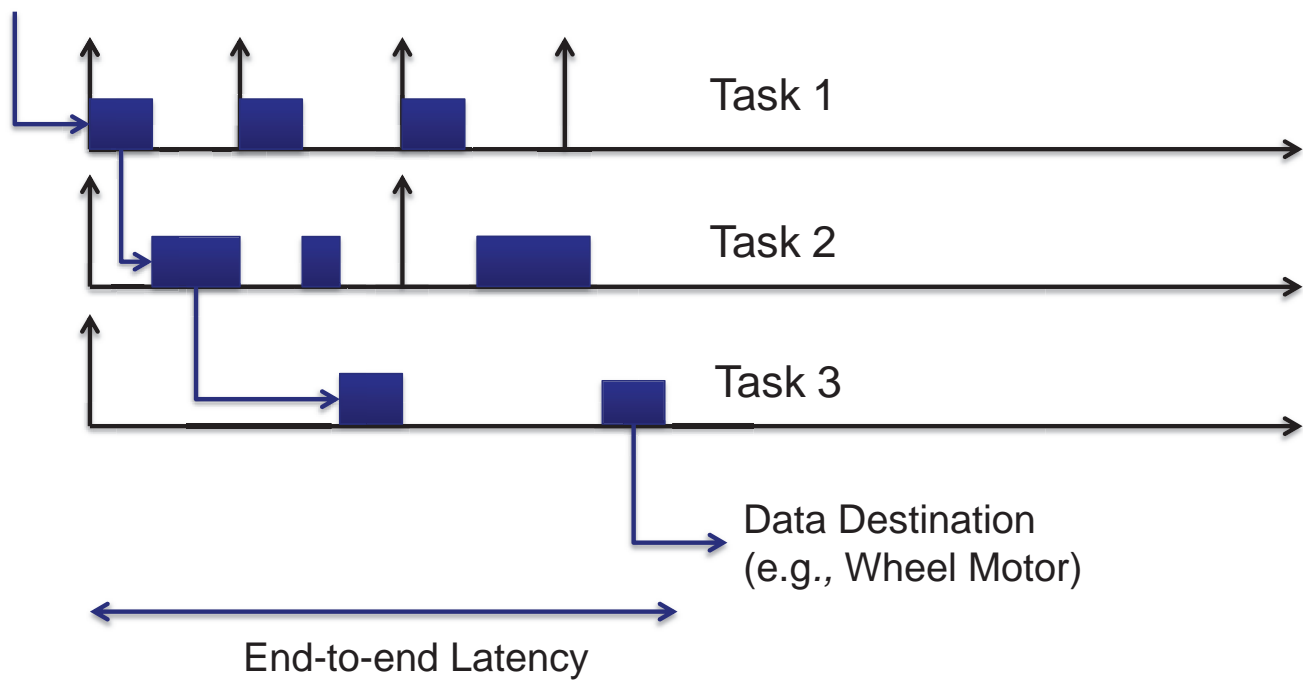 Task 1
Task 2
Task 3
Data Destination
(e.g., Wheel Motor)
End-to-end Latency